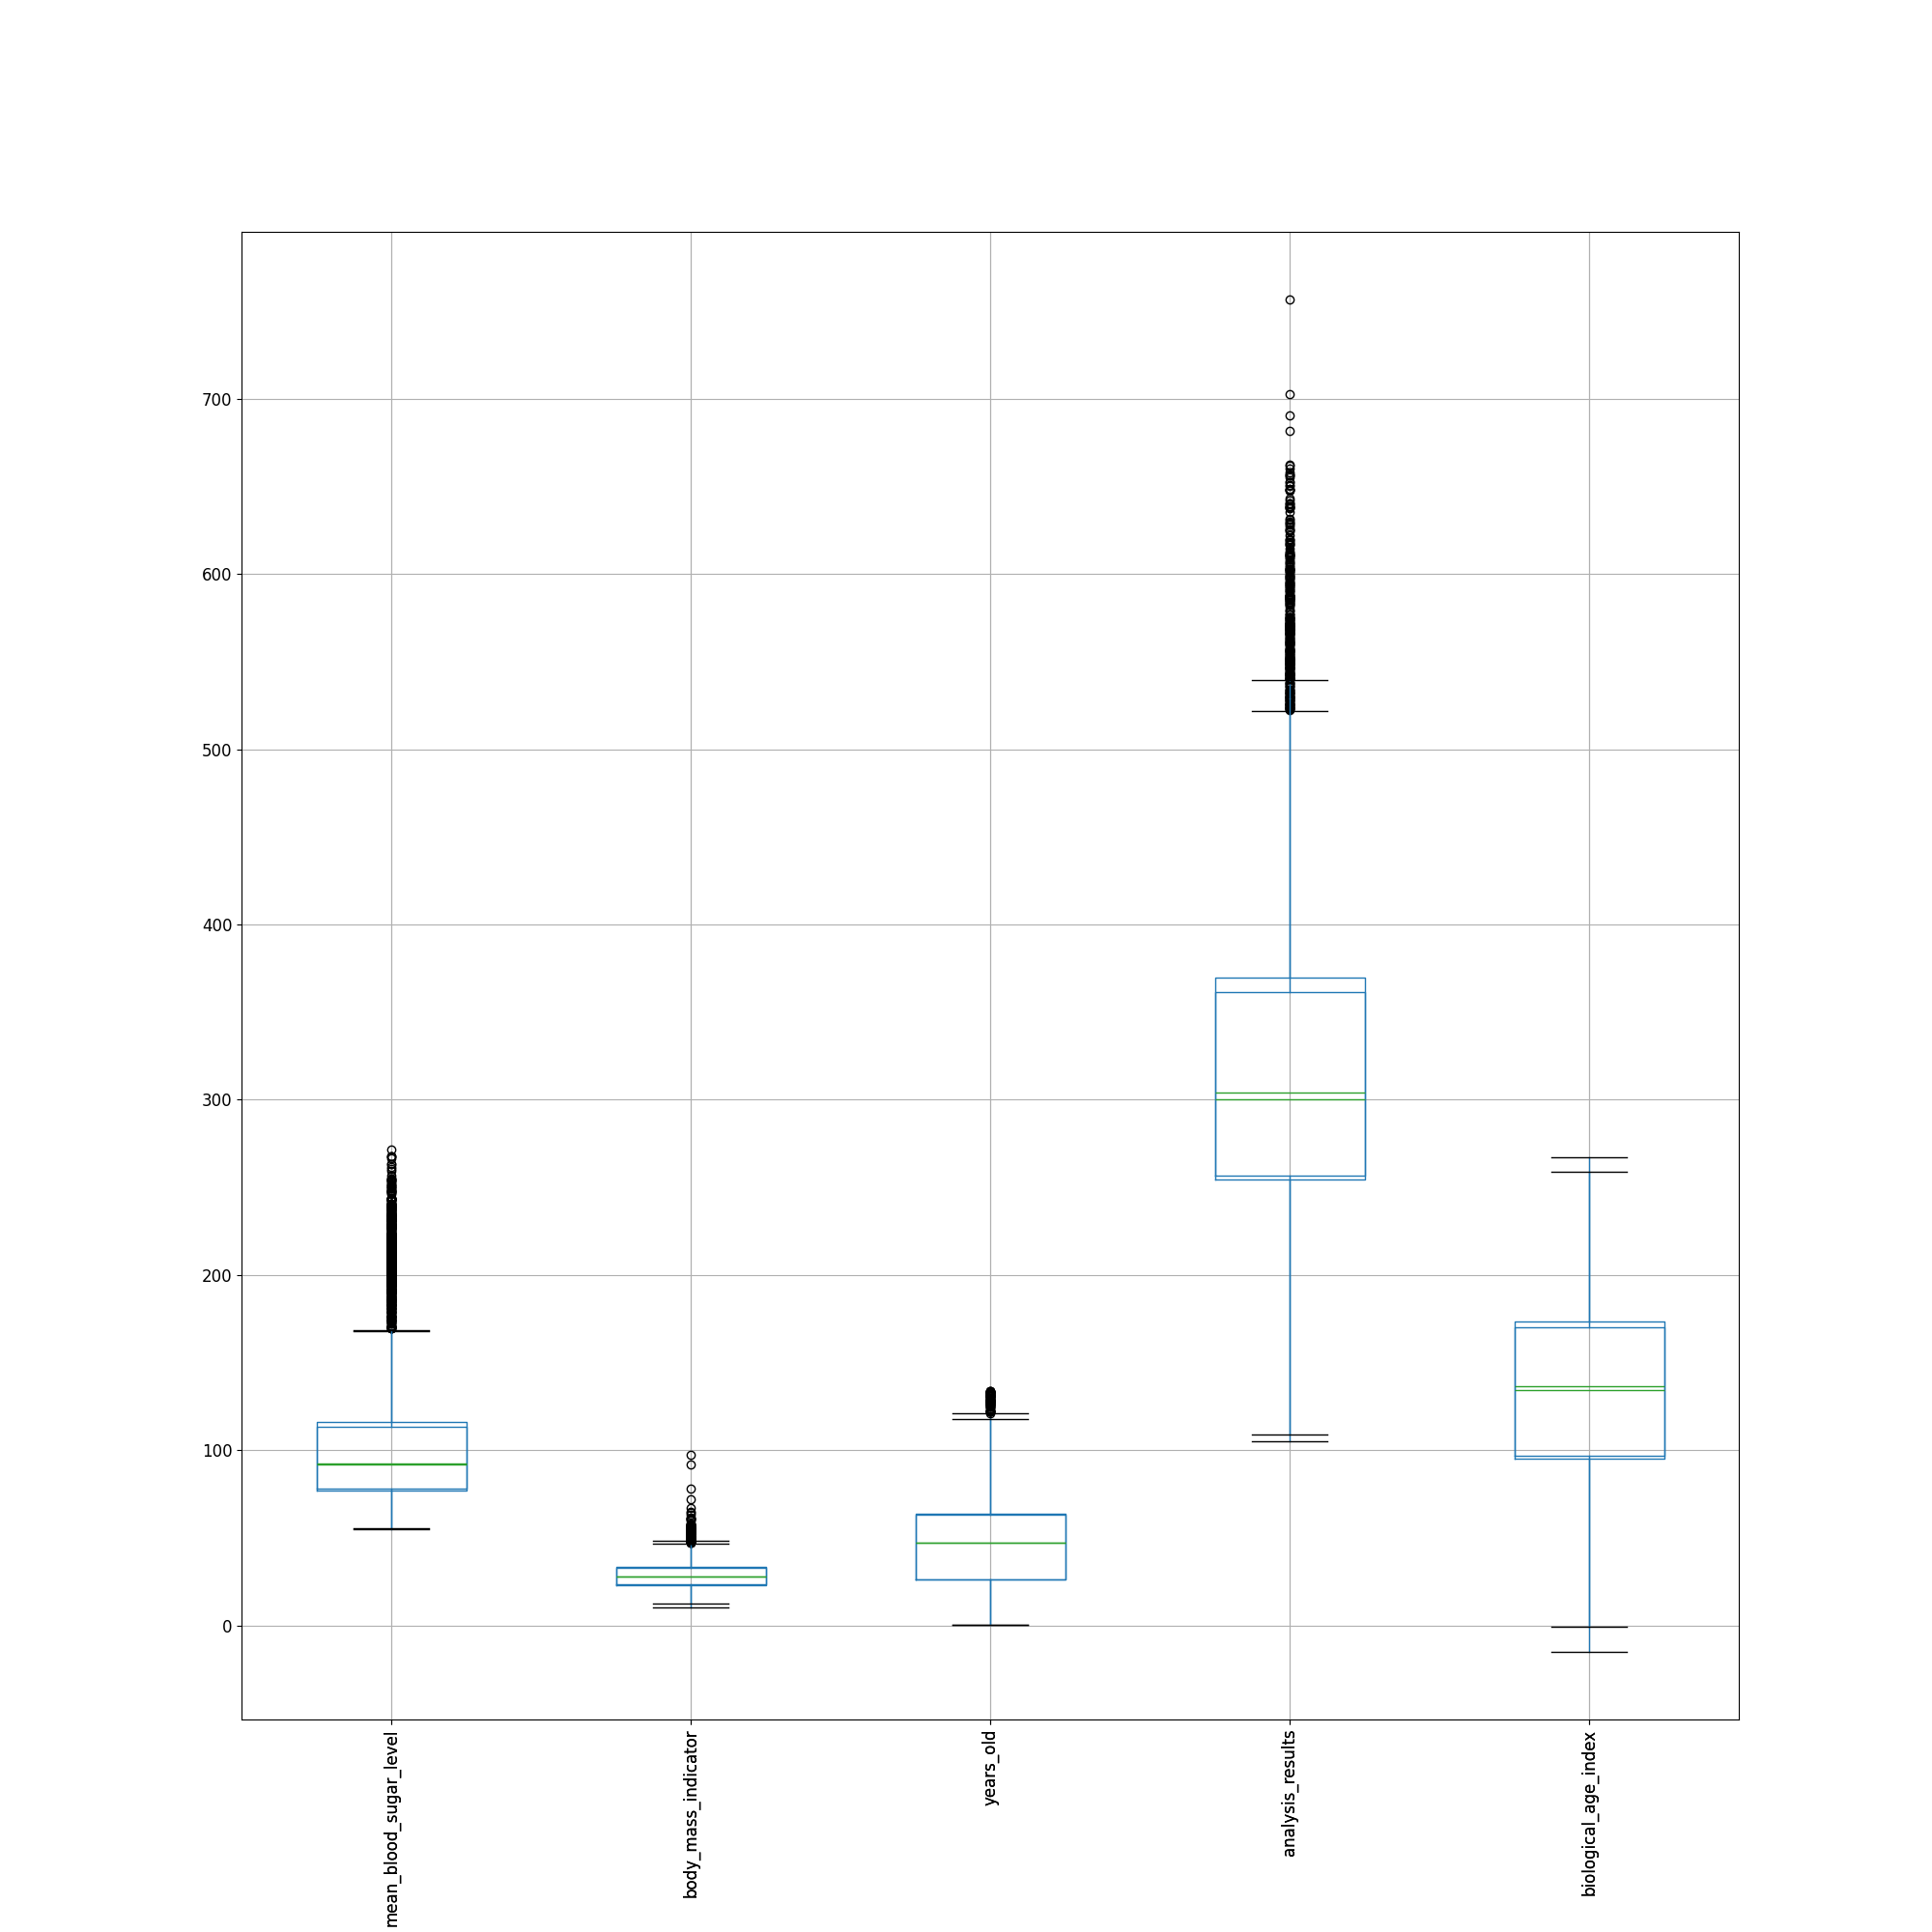 700
600
500
400
300
200
100
0
mean_blood_sugar_level
body_mass_indicator
years_old
analysis_results
biological_age_index